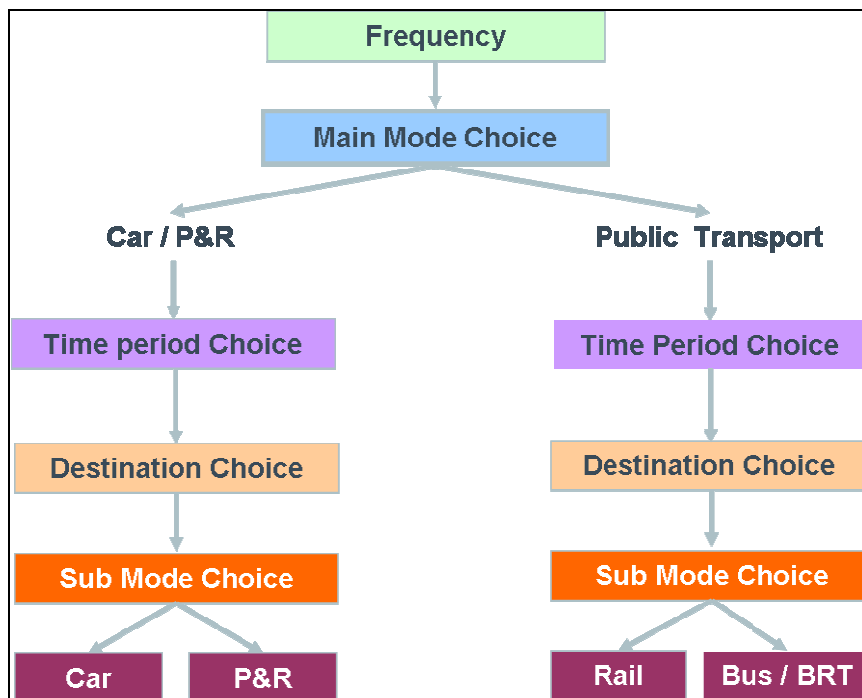 Frequency
Main Mode Choice
Car / P&R
Public Transport
Time period Choice
Time Period Choice
Destination Choice
Destination Choice
Sub Mode Choice
Sub Mode Choice
Car
P&R
Rail
Bus / BRT